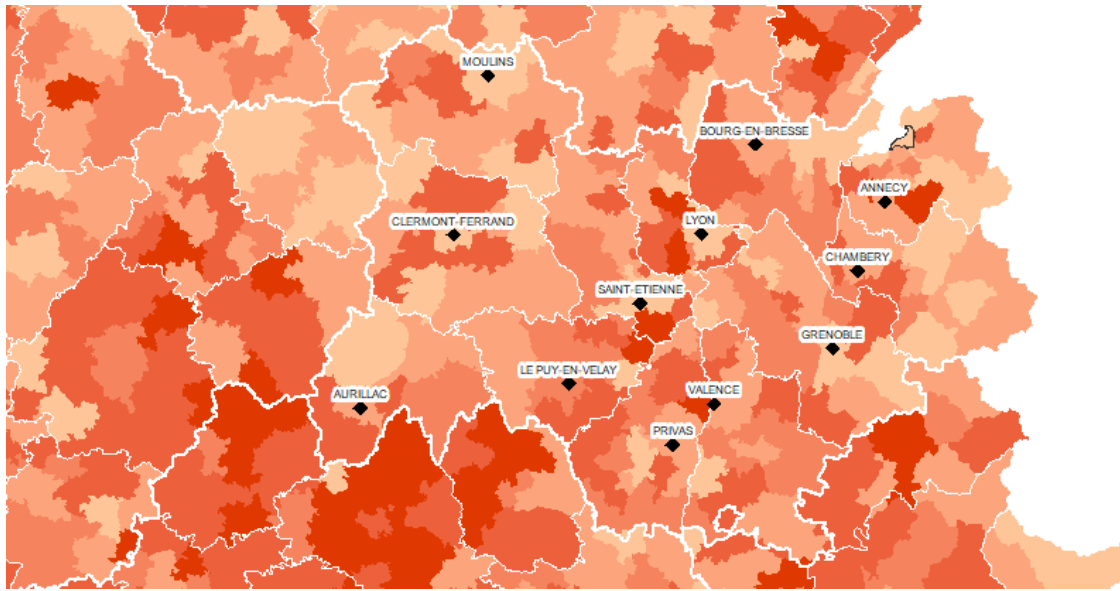 MOULINS
BOURG-EN-BRESSE
ANNECY
CLERMONT-FERRAND
LYON
CHAMBERY
SAINT-ETIENNE
GRENOBLE
LE PUY-EN-VELAY
AURILLAC
VALENCE
PRIVAS